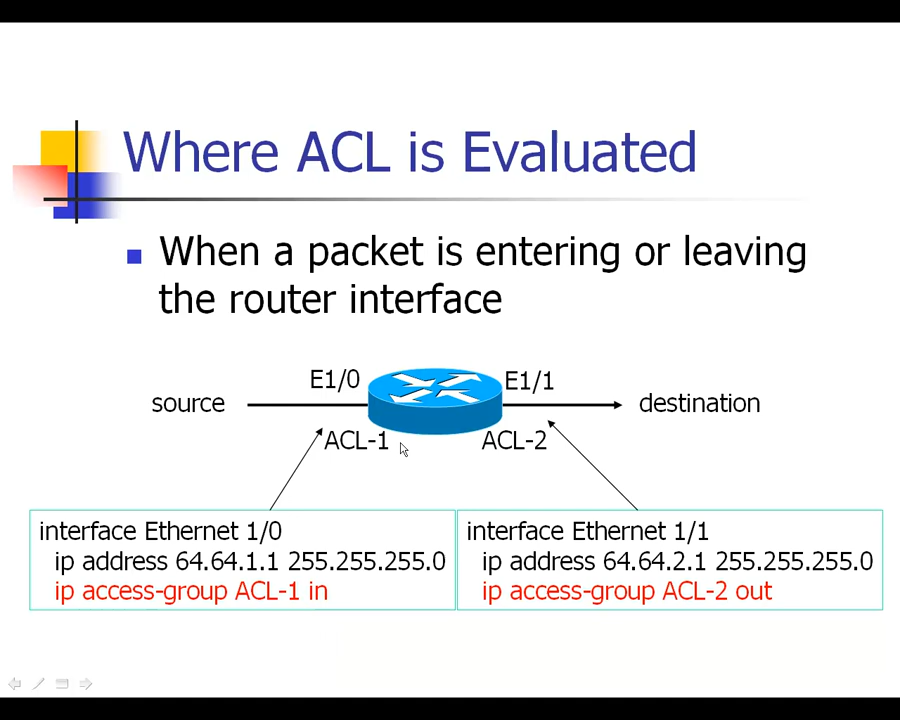 Where ACL is Evaluated
When a packet is entering or leaving
the router interface
E1/0
E1/1
source
destination
ACL-1
ACL-2
interface Ethernet 1/0
ip address 64.64.1.1 255.255.255.0
ip access-group ACL-1 in
interface Ethernet 1/1
ip address 64.64.2.1 255.255.255.0
ip access-group ACL-2 out